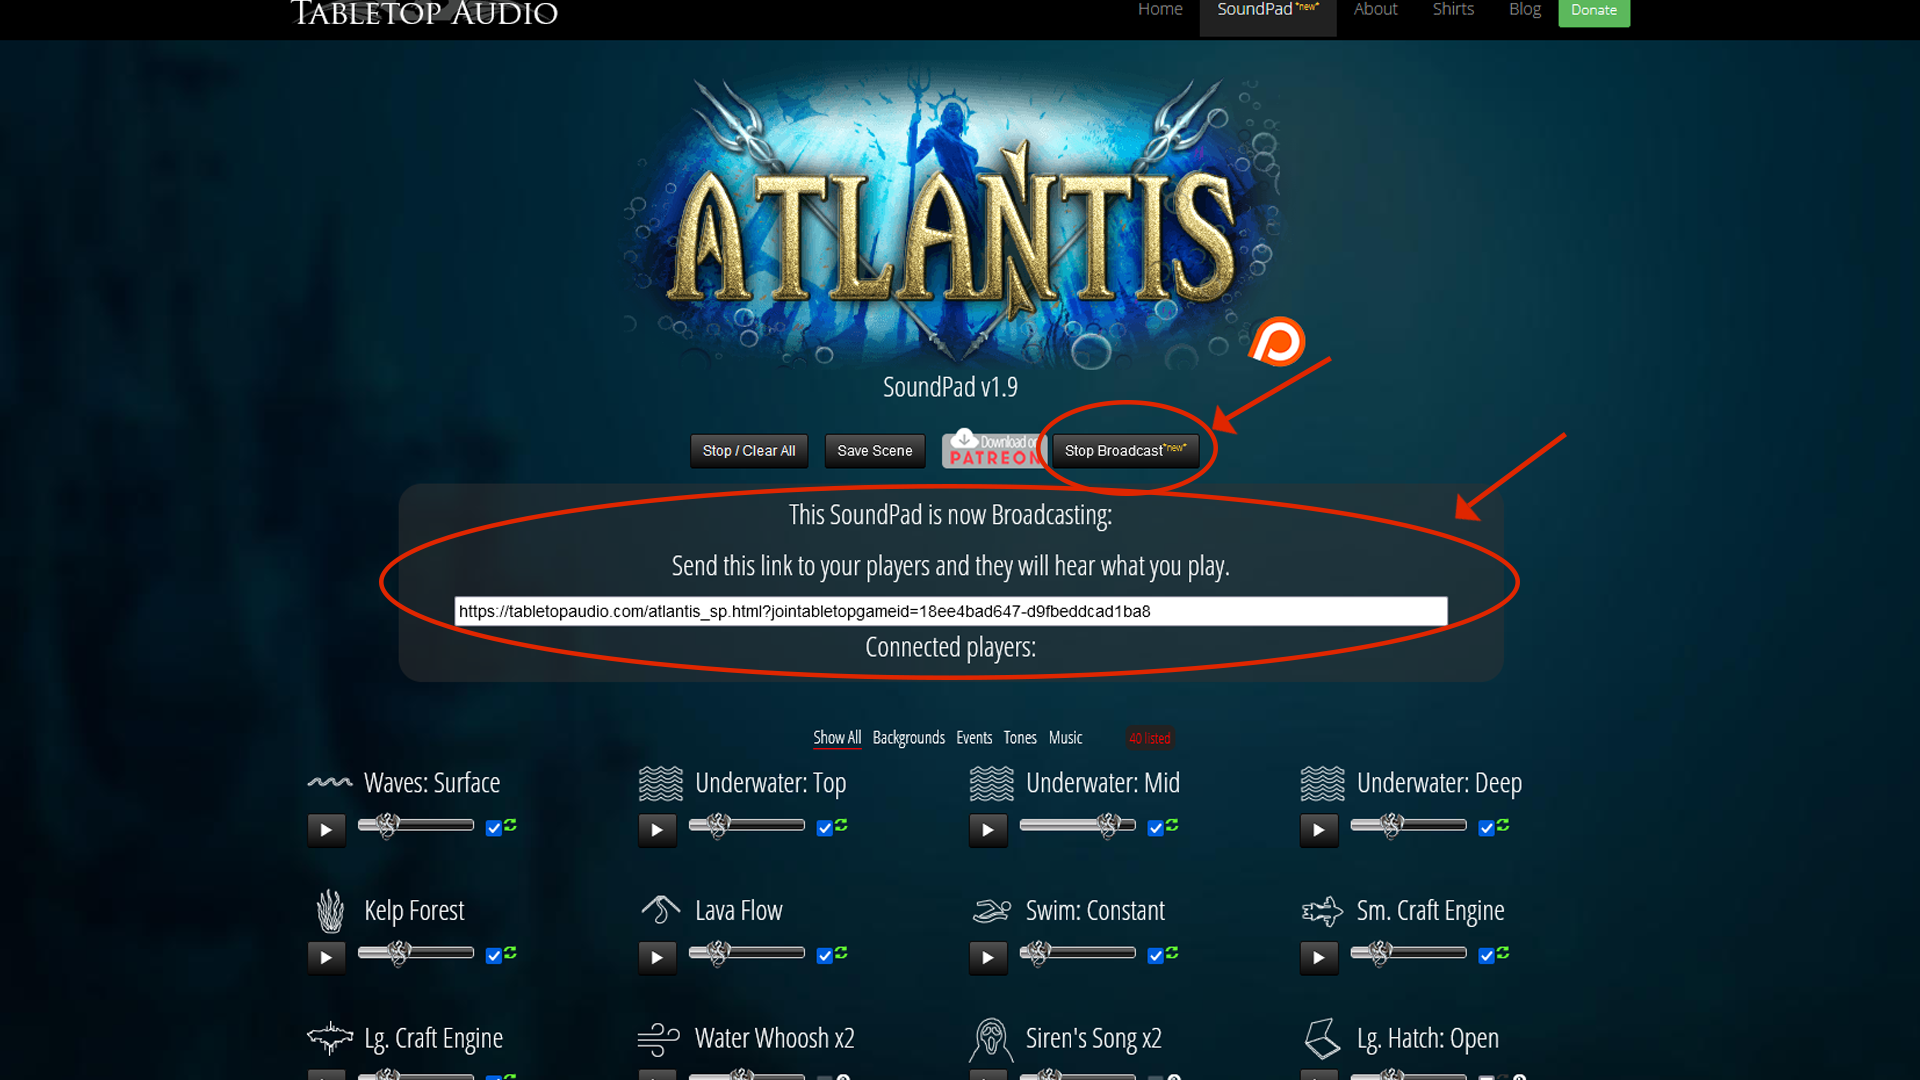 TABLETOP AUDIO
Home SoundPad *new* About Shirts Blog Donate
ATLANTIS
SoundPad v1.9
Stop / Clear All Save Scene Download on PATREON Stop Broadcast *new*
This SoundPad is now Broadcasting:
Send this link to your players and they will hear what you play.
https://tabletopaudio.com/atlantis_sp.html?jointabletopgameid=18ee4bad647-d9fbeddcad1ba8
Connected players:
Show All Backgrounds Events Tones Music 40 listed
Waves: Surface Underwater: Top Underwater: Mid Underwater: Deep
Kelp Forest Lava Flow Swim: Constant Sm. Craft Engine
Lg. Craft Engine Water Whoosh x2 Siren's Song x2 Lg. Hatch: Open